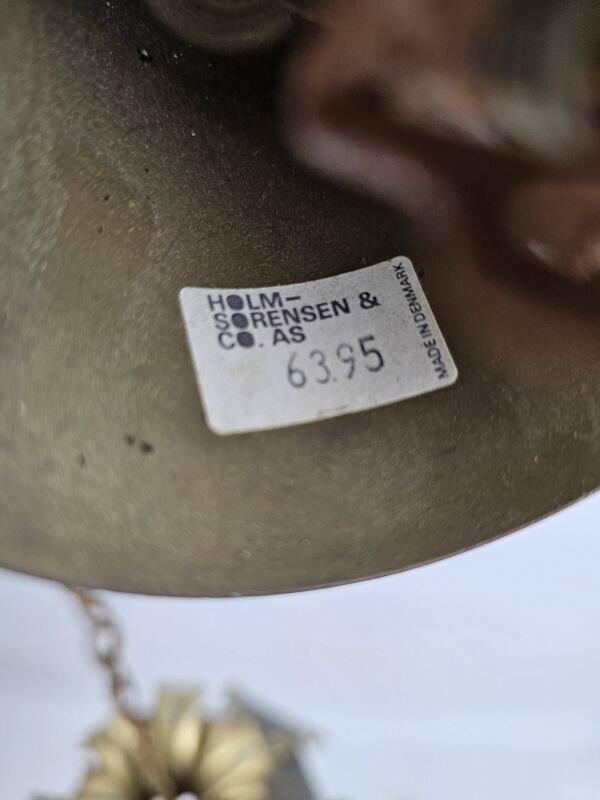 HOLM-
SORENSEN &
CO. AS
63.95
MADE IN DENMARK